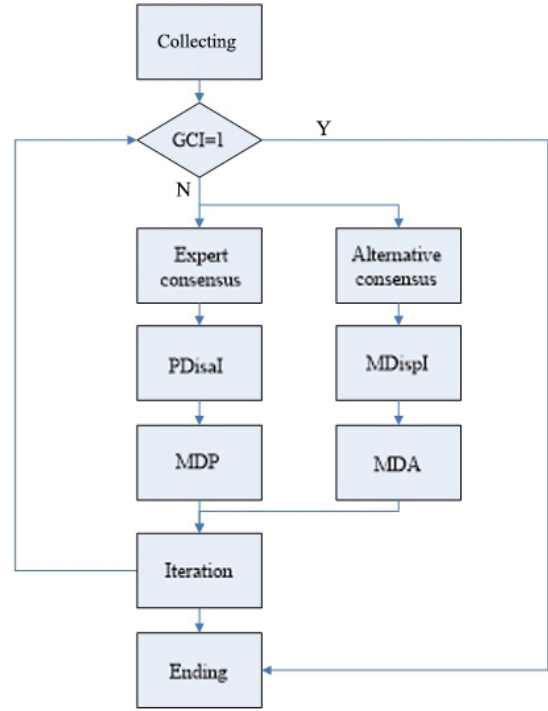 Collecting
GCI=1
Y
N
Expert
consensus
Alternative
consensus
PDisaI
MDispI
MDP
MDA
Iteration
Ending